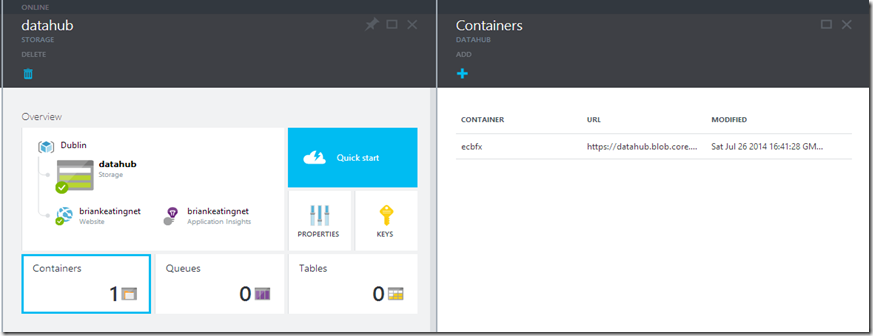 ONLINE
datahub
STORAGE
DELETE
Overview
Dublin
datahub
Storage
briankeatingnet
Website
briankeatingnet
Application Insights
Quick start
PROPERTIES
KEYS
Containers
1
Queues
0
Tables
0
Containers
DATAHUB
ADD
CONTAINER URL MODIFIED
ecbfx https://datahub.blob.core.... Sat Jul 26 2014 16:41:28 GM...